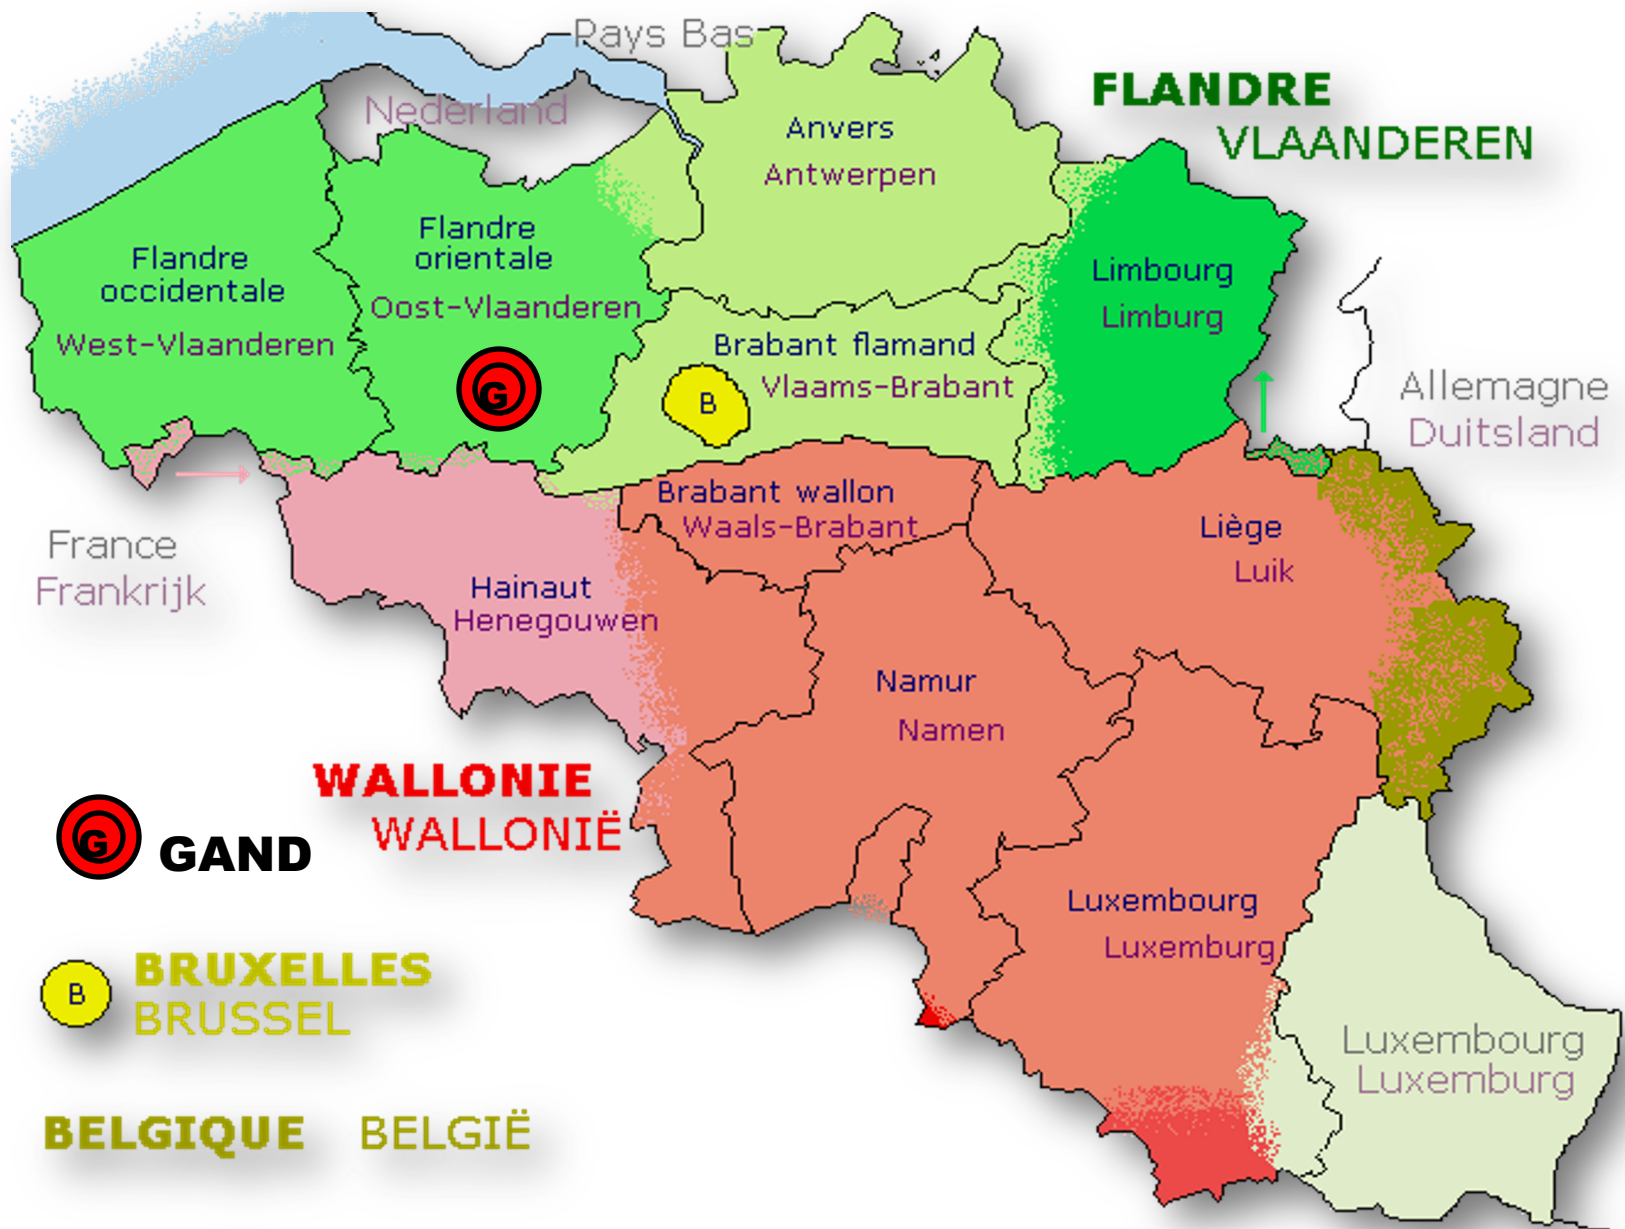 Pays Bas
Nederland
FLANDRE
VLAANDEREN
Anvers
Antwerpen
Flandre
occidentale
West-Vlaanderen
Flandre
orientale
Oost-Vlaanderen
G
Brabant flamand
Vlaams-Brabant
B
Limbourg
Limburg
Allemagne
Duitsland
France
Frankrijk
Brabant wallon
Waals-Brabant
Liège
Luik
Hainaut
Henegouwen
Namur
Namen
WALLONIE
WALLONIË
G GAND
Luxembourg
Luxemburg
B
BRUXELLES
BRUSSEL
Luxembourg
Luxemburg
BELGIQUE BELGIË